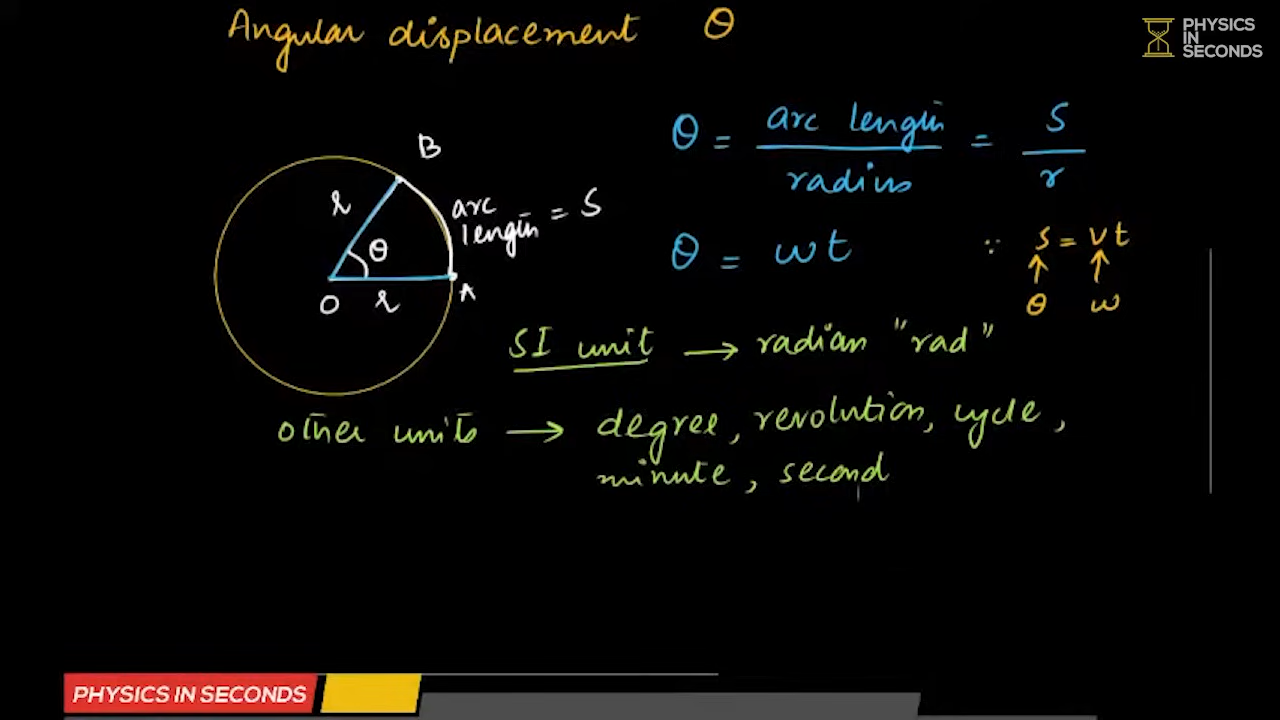 Angular displacement θ
PHYSICS
IN
SECONDS
B
r
θ
O
r
A
arc
length = S
θ = arc length / radius = S / r
θ = ωt
∵ s = vt
θ ω
SI unit → radian "rad"
other units → degree, revolution, cycle,
minute, second
PHYSICS IN SECONDS